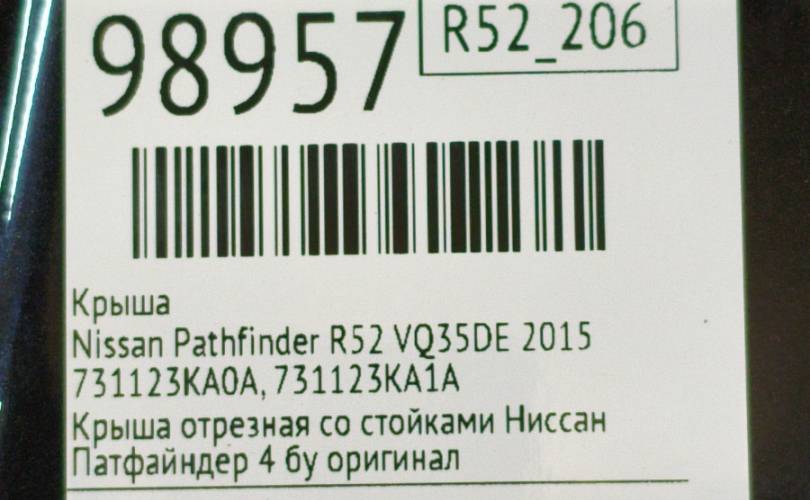 98957
R52_206
Крыша
Nissan Pathfinder R52 VQ35DE 2015
731123KA0A, 731123KA1A
Крыша отрезная со стойками Ниссан
Патфайндер 4 бу оригинал